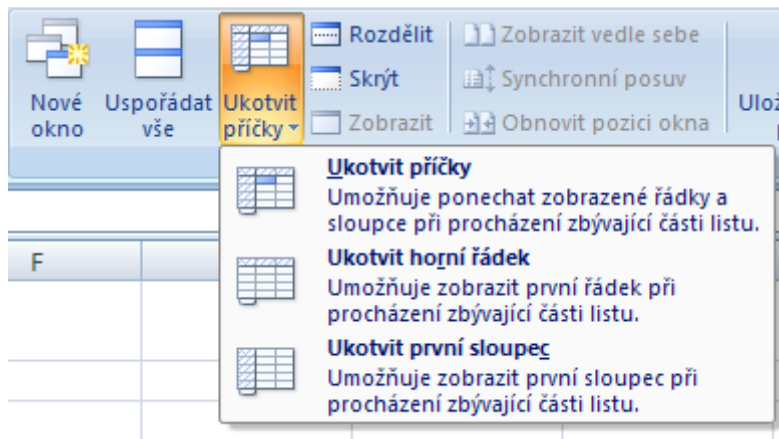 Nové okno
Uspořádat vše
Ukotvit příčky
Rozdělit
Skrýt
Zobrazit
Zobrazit vedle sebe
Synchronní posuv
Obnovit pozici okna
Ukotvit příčky
Umožňuje ponechat zobrazené řádky a
sloupce při procházení zbývající části listu.
Ukotvit horní řádek
Umožňuje zobrazit první řádek při
procházení zbývající části listu.
Ukotvit první sloupec
Umožňuje zobrazit první sloupec při
procházení zbývající části listu.
F